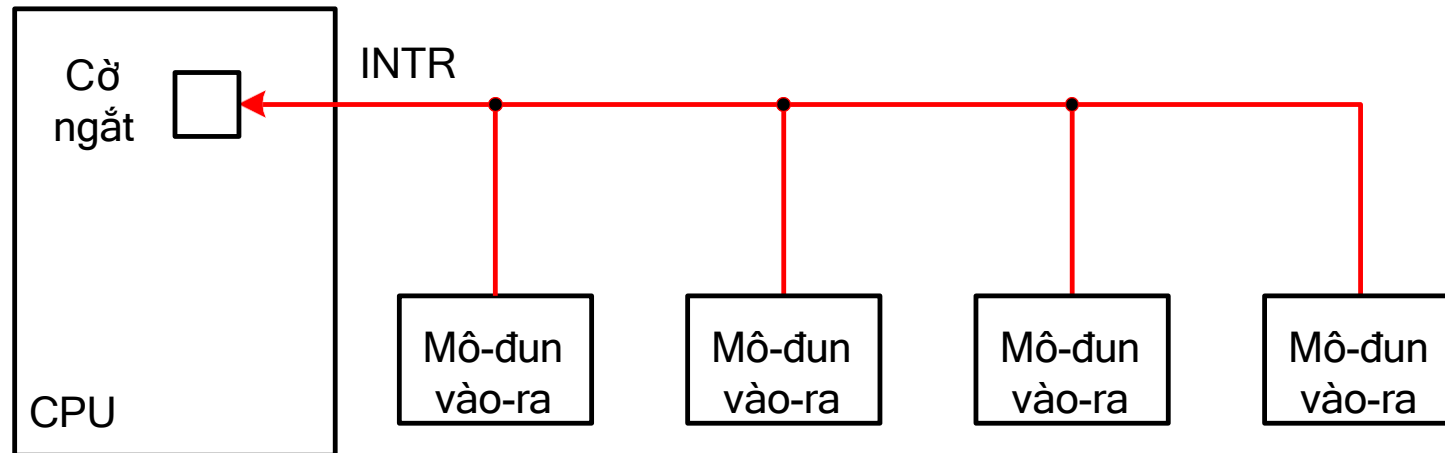 Cờ
ngắt
INTR
Mô-đun
vào-ra
Mô-đun
vào-ra
Mô-đun
vào-ra
Mô-đun
vào-ra
CPU